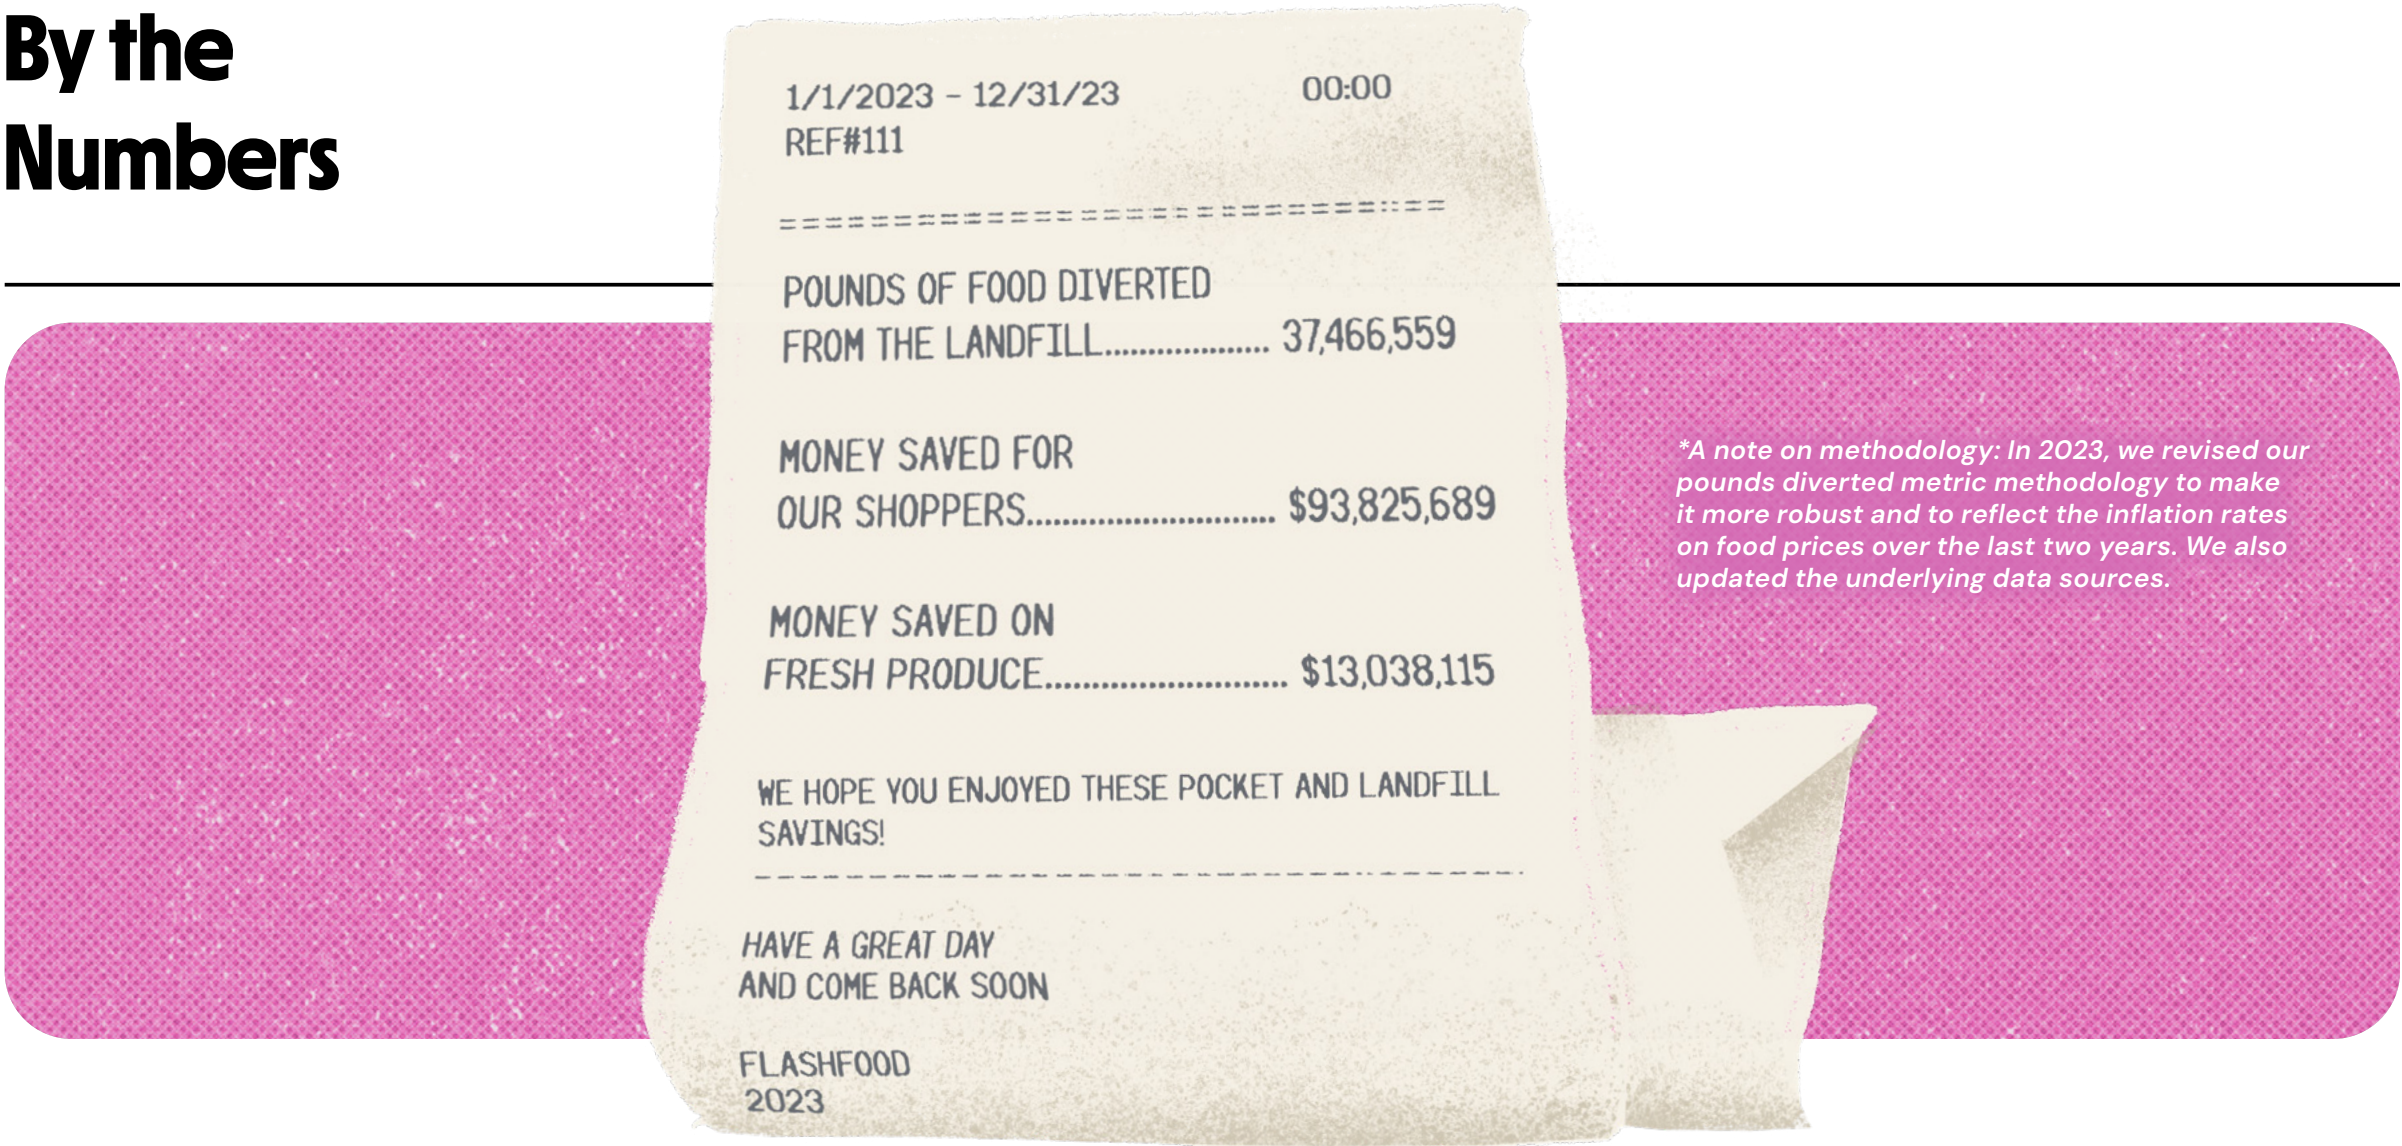 By the
Numbers
1/1/2023 - 12/31/23 00:00
REF#111
=============================
POUNDS OF FOOD DIVERTED
FROM THE LANDFILL................... 37,466,559
MONEY SAVED FOR
OUR SHOPPERS............................ $93,825,689
MONEY SAVED ON
FRESH PRODUCE.......................... $13,038,115
WE HOPE YOU ENJOYED THESE POCKET AND LANDFILL
SAVINGS!
----------------------------------
HAVE A GREAT DAY
AND COME BACK SOON
FLASHFOOD
2023
*A note on methodology: In 2023, we revised our
pounds diverted metric methodology to make
it more robust and to reflect the inflation rates
on food prices over the last two years. We also
updated the underlying data sources.